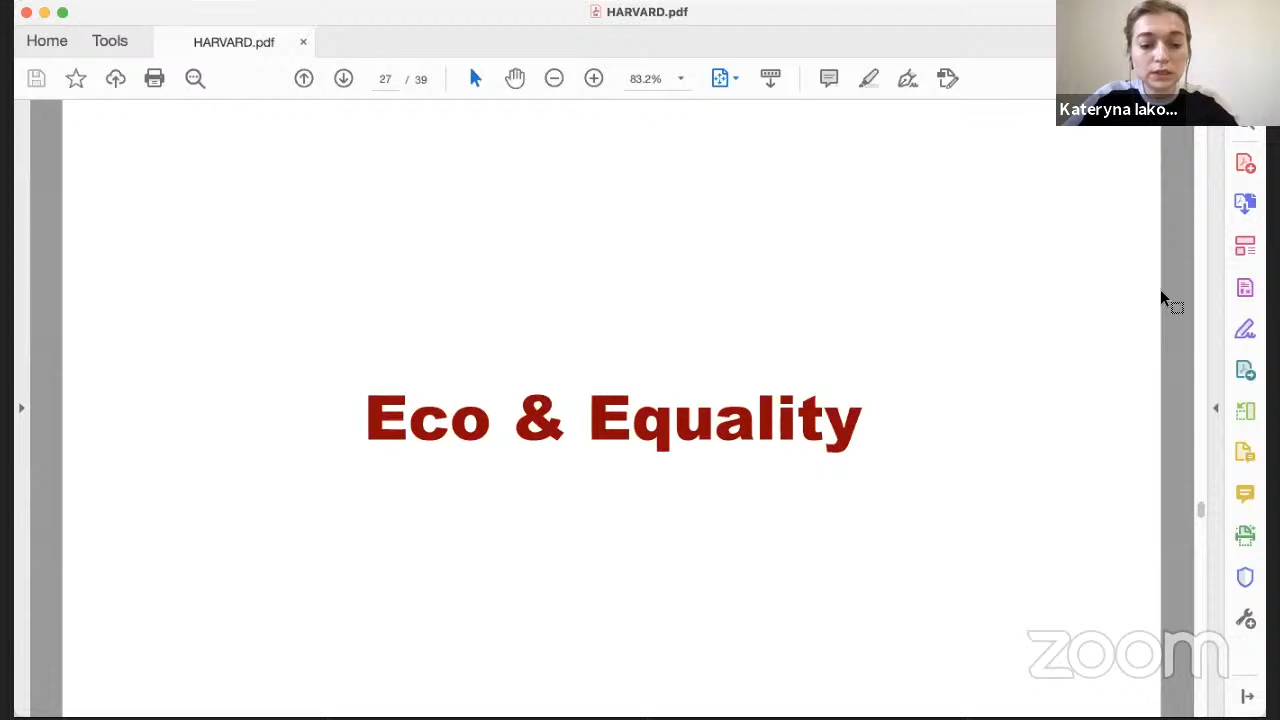 HARVARD.pdf
Home Tools HARVARD.pdf
27 / 39 83.2%
Kateryna Iako...
Eco & Equality
zoom